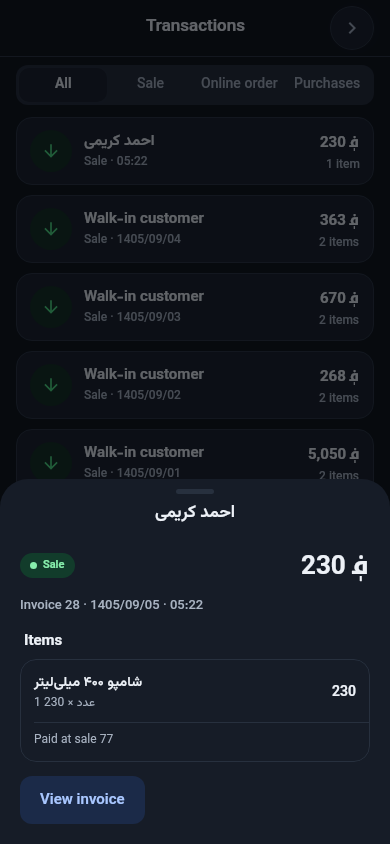 Transactions
All Sale Online order Purchases
احمد کریمی
230 ؋
Sale · 05:22
1 item
Walk-in customer
363 ؋
Sale · 1405/09/04
2 items
Walk-in customer
670 ؋
Sale · 1405/09/03
2 items
Walk-in customer
268 ؋
Sale · 1405/09/02
2 items
Walk-in customer
5,050 ؋
Sale · 1405/09/01
2 items
احمد کریمی
Sale
230 ؋
Invoice 28 · 1405/09/05 · 05:22
Items
شامپو ۴۰۰ میلی‌لیتر
230
1 عدد × 230
Paid at sale 77
View invoice